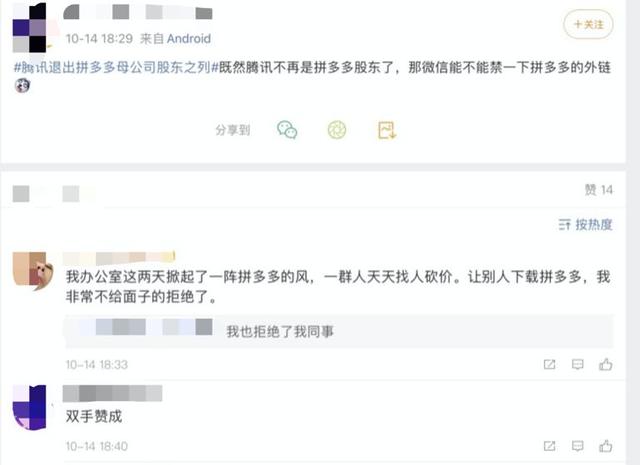 +关注
10-14 18:29 来自 Android
#腾讯退出拼多多母公司股东之列#既然腾讯不再是拼多多股东了，那微信能不能禁一下拼多多的外链
分享到
赞 14
按热度
我办公室这两天掀起了一阵拼多多的风，一群人天天找人砍价。让别人下载拼多多，我
非常不给面子的拒绝了。
我也拒绝了我同事
10-14 18:33
双手赞成
10-14 18:40